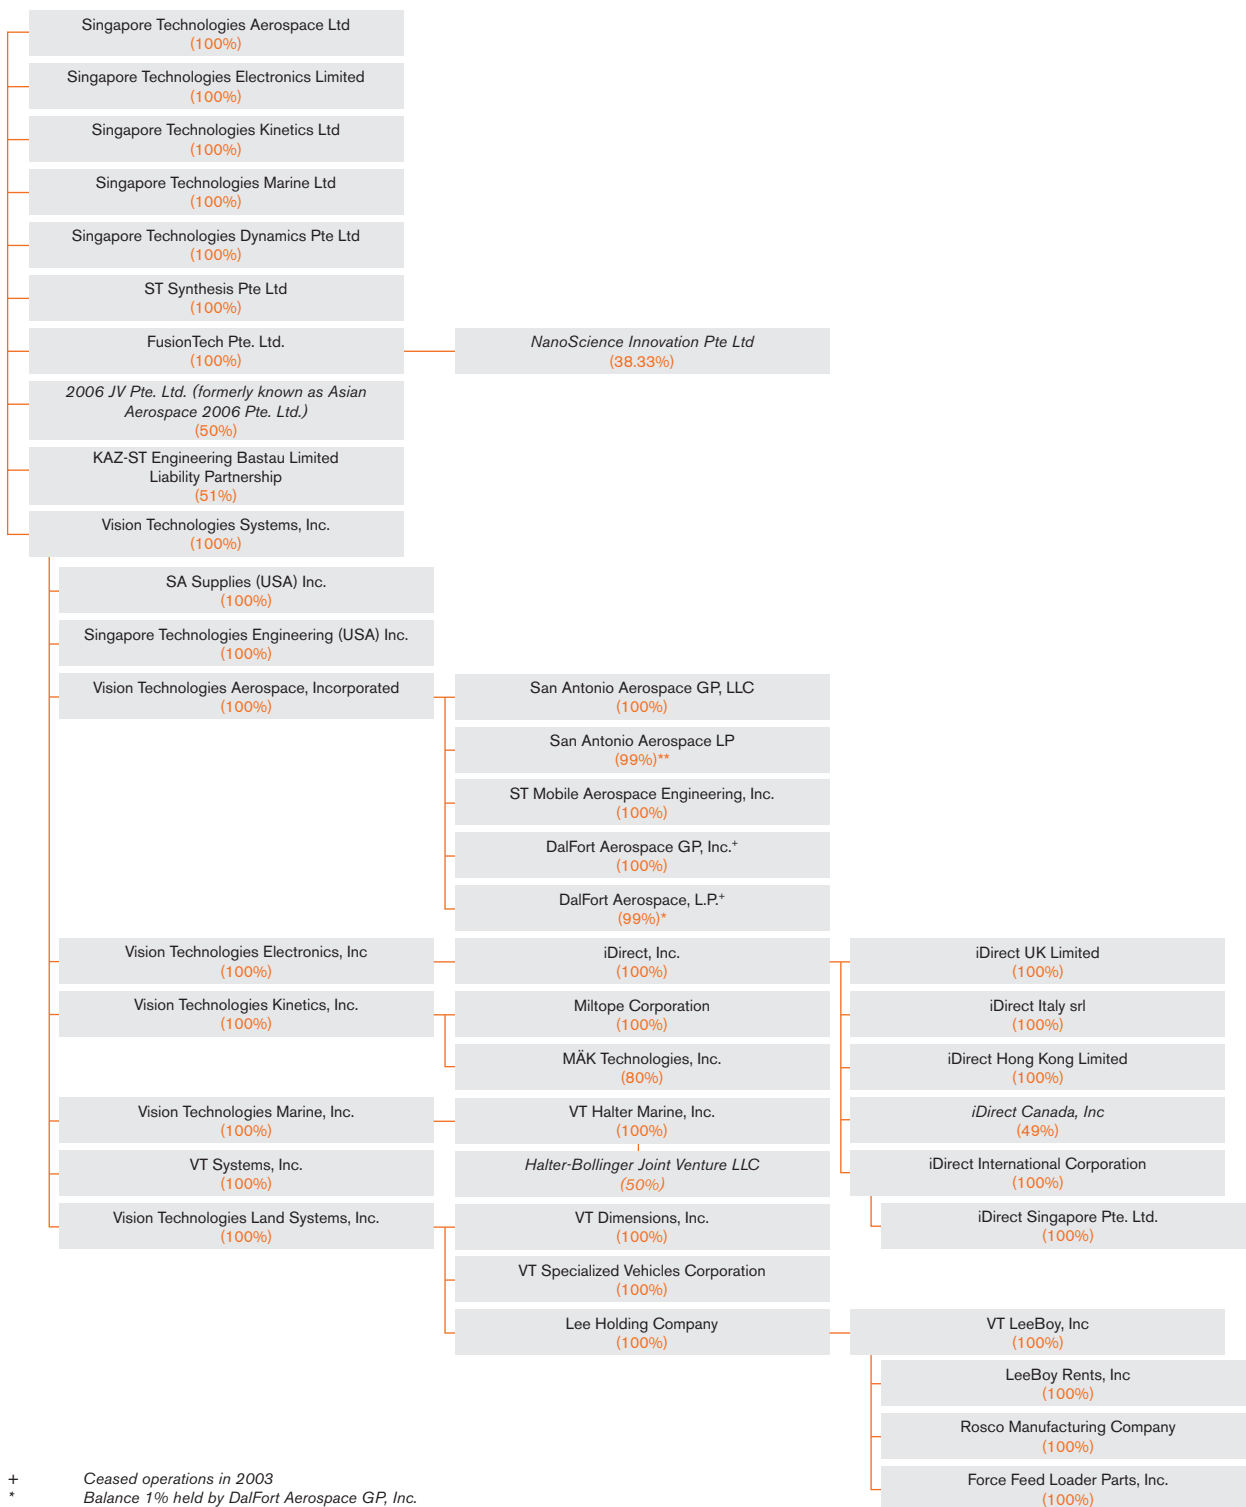 Singapore Technologies Aerospace Ltd
(100%)
Singapore Technologies Electronics Limited
(100%)
Singapore Technologies Kinetics Ltd
(100%)
Singapore Technologies Marine Ltd
(100%)
Singapore Technologies Dynamics Pte Ltd
(100%)
ST Synthesis Pte Ltd
(100%)
FusionTech Pte. Ltd.
(100%)
NanoScience Innovation Pte Ltd
(38.33%)
2006 JV Pte. Ltd. (formerly known as Asian
Aerospace 2006 Pte. Ltd.)
(50%)
KAZ-ST Engineering Bastau Limited
Liability Partnership
(51%)
Vision Technologies Systems, Inc.
(100%)
SA Supplies (USA) Inc.
(100%)
Singapore Technologies Engineering (USA) Inc.
(100%)
Vision Technologies Aerospace, Incorporated
(100%)
San Antonio Aerospace GP, LLC
(100%)
San Antonio Aerospace LP
(99%)**
ST Mobile Aerospace Engineering, Inc.
(100%)
DalFort Aerospace GP, Inc.+
(100%)
DalFort Aerospace, L.P.+
(99%)*
Vision Technologies Electronics, Inc
(100%)
iDirect, Inc.
(100%)
iDirect UK Limited
(100%)
iDirect Italy srl
(100%)
iDirect Hong Kong Limited
(100%)
iDirect Canada, Inc
(49%)
iDirect International Corporation
(100%)
iDirect Singapore Pte. Ltd.
(100%)
Vision Technologies Kinetics, Inc.
(100%)
Miltope Corporation
(100%)
MÄK Technologies, Inc.
(80%)
Vision Technologies Marine, Inc.
(100%)
VT Halter Marine, Inc.
(100%)
Halter-Bollinger Joint Venture LLC
(50%)
VT Systems, Inc.
(100%)
Vision Technologies Land Systems, Inc.
(100%)
VT Dimensions, Inc.
(100%)
VT Specialized Vehicles Corporation
(100%)
Lee Holding Company
(100%)
VT LeeBoy, Inc
(100%)
LeeBoy Rents, Inc
(100%)
Rosco Manufacturing Company
(100%)
Force Feed Loader Parts, Inc.
(100%)
+ Ceased operations in 2003
* Balance 1% held by DalFort Aerospace GP, Inc.